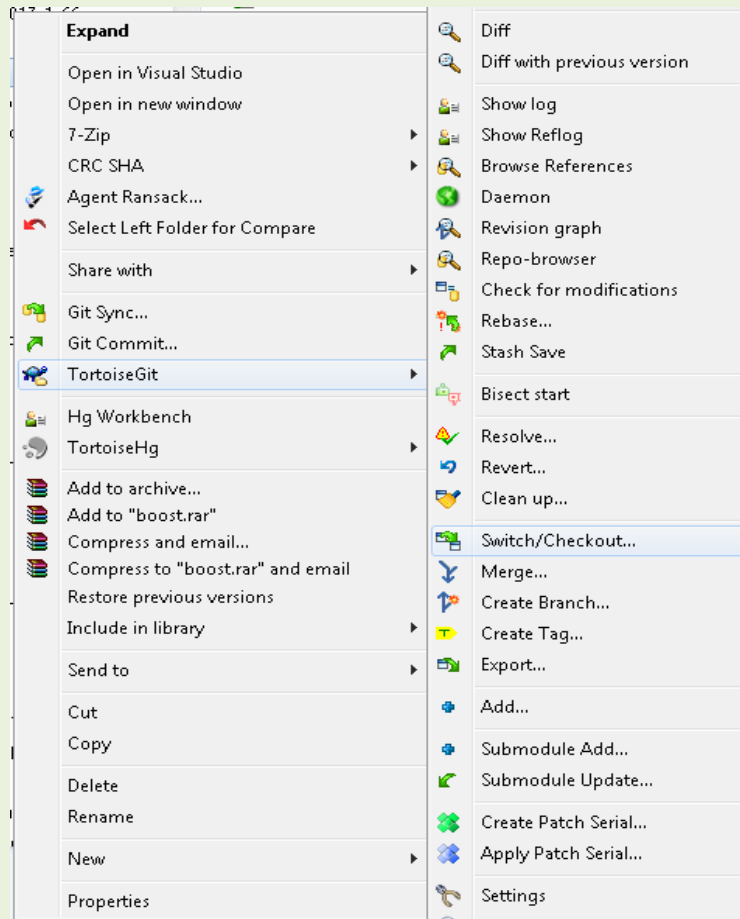 Expand
Open in Visual Studio
Open in new window
7-Zip
CRC SHA
Agent Ransack...
Select Left Folder for Compare
Share with
Git Sync...
Git Commit...
TortoiseGit
Hg Workbench
TortoiseHg
Add to archive...
Add to "boost.rar"
Compress and email...
Compress to "boost.rar" and email
Restore previous versions
Include in library
Send to
Cut
Copy
Delete
Rename
New
Properties
Diff
Diff with previous version
Show log
Show Reflog
Browse References
Daemon
Revision graph
Repo-browser
Check for modifications
Rebase...
Stash Save
Bisect start
Resolve...
Revert...
Clean up...
Switch/Checkout...
Merge...
Create Branch...
Create Tag...
Export...
Add...
Submodule Add...
Submodule Update...
Create Patch Serial...
Apply Patch Serial...
Settings